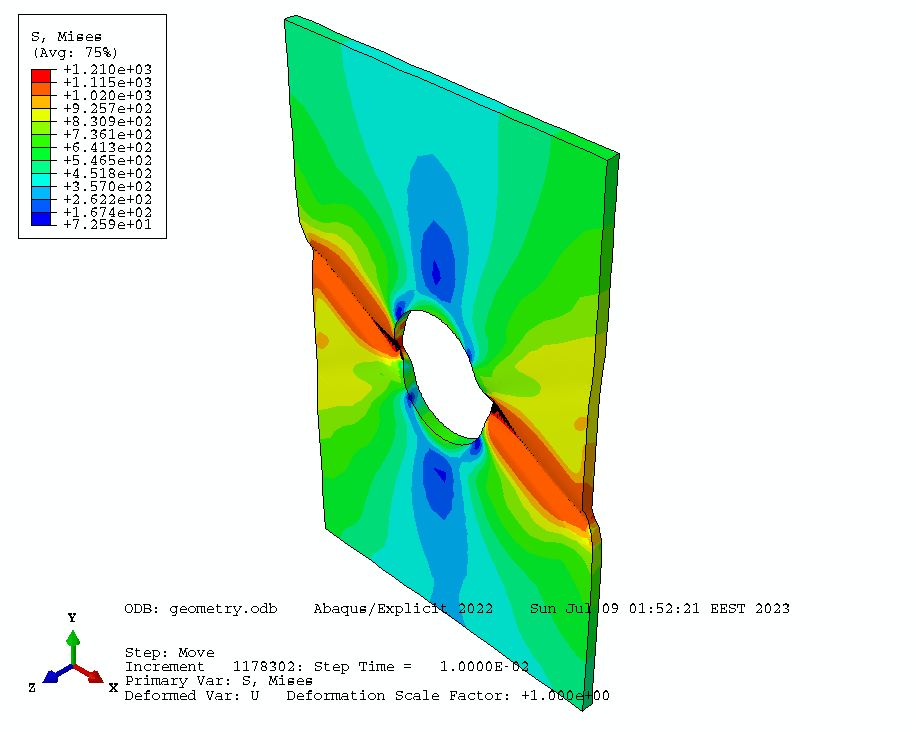 S, Mises
(Avg: 75%)
+1.210e+03
+1.115e+03
+1.020e+03
+9.257e+02
+8.309e+02
+7.361e+02
+6.413e+02
+5.465e+02
+4.518e+02
+3.570e+02
+2.622e+02
+1.674e+02
+7.259e+01
ODB: geometry.odb Abaqus/Explicit 2022 Sun Jul 09 01:52:21 EEST 2023
Y
Z
X
Step: Move
Increment 1178302: Step Time = 1.0000E-02
Primary Var: S, Mises
Deformed Var: U Deformation Scale Factor: +1.000e+00